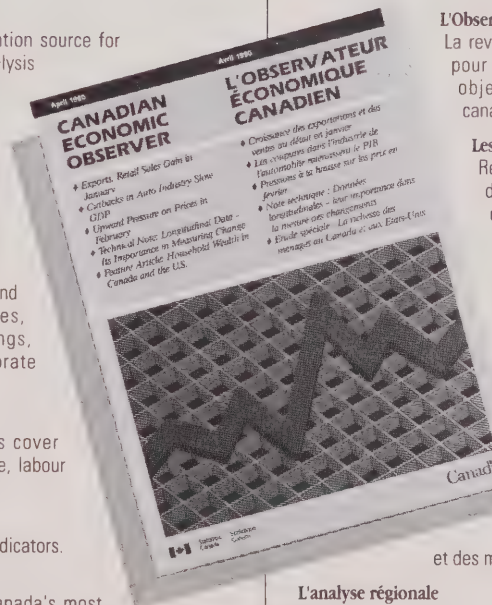 ation source for
lysis
nd
es,
ngs,
orate
s cover
e, labour
dicators.
anada's most
April 1990
CANADIAN
ECONOMIC
OBSERVER
♦ Exports, Retail Sales Gain in
January
♦ Cutbacks in Auto Industry Slow
GDP
♦ Upward Pressure on Prices in
February
♦ Technical Note: Longitudinal Data -
Its Importance in Measuring Change
♦ Feature Article: Household Wealth in
Canada and the U.S.
Avril 1990
L'OBSERVATEUR
ÉCONOMIQUE
CANADIEN
♦ Croissance des exportations et des
ventes au détail en janvier
♦ Les coupures dans l'industrie de
l'automobile ralentissent le PIB
♦ Pressions à la hausse sur les prix en
février
♦ Note technique : Données
longitudinales - leur importance dans
la mesure des changements
♦ Etude spéciale : La richesse des
ménages au Canada et aux Etats-Unis
Statistics Canada
Statistique Canada
Canad
L'Obser
La rev
pour
obje
cana
Les
Re
d
et des m
L'analyse régionale